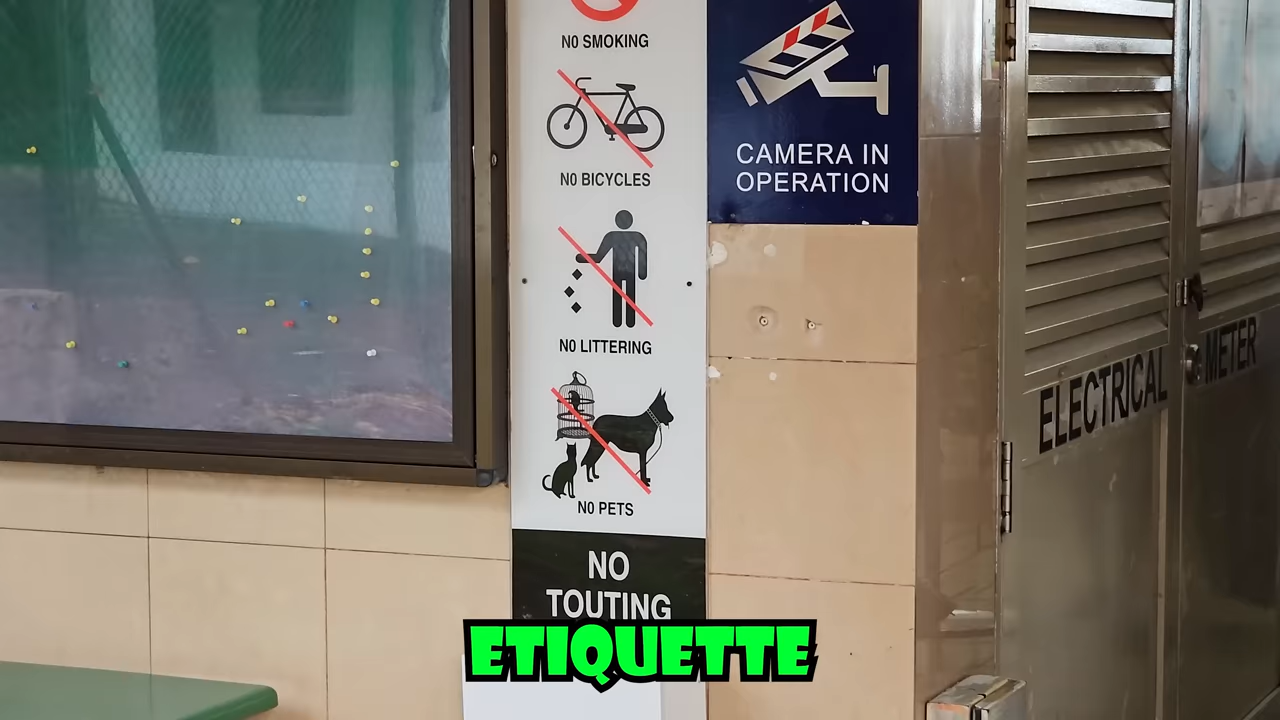 NO SMOKING
NO BICYCLES
NO LITTERING
NO PETS
NO
TOUTING
CAMERA IN
OPERATION
ELECTRICAL
METER
ETIQUETTE